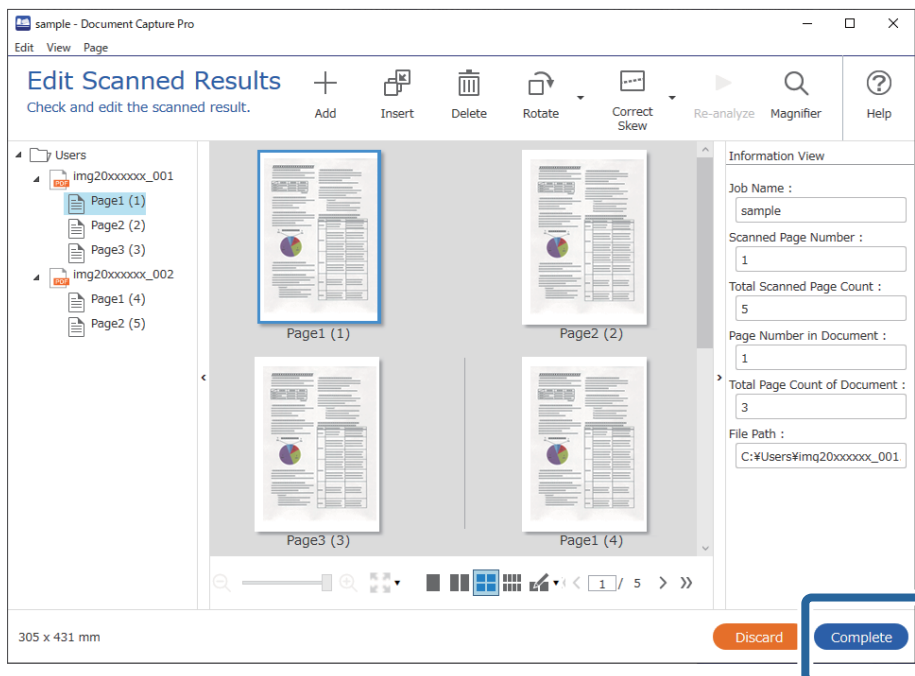 sample - Document Capture Pro
Edit View Page
Edit Scanned Results
Check and edit the scanned result.
Add
Insert
Delete
Rotate
Correct
Skew
Re-analyze
Magnifier
Help
Users
PDF img20xxxxxx_001
Page1 (1)
Page2 (2)
Page3 (3)
PDF img20xxxxxx_002
Page1 (4)
Page2 (5)
Page1 (1)
Page2 (2)
Page3 (3)
Page1 (4)
1 / 5
Information View
Job Name :
sample
Scanned Page Number :
1
Total Scanned Page Count :
5
Page Number in Document :
1
Total Page Count of Document :
3
File Path :
C:¥Users¥img20xxxxxx_001.
305 x 431 mm
Discard
Complete